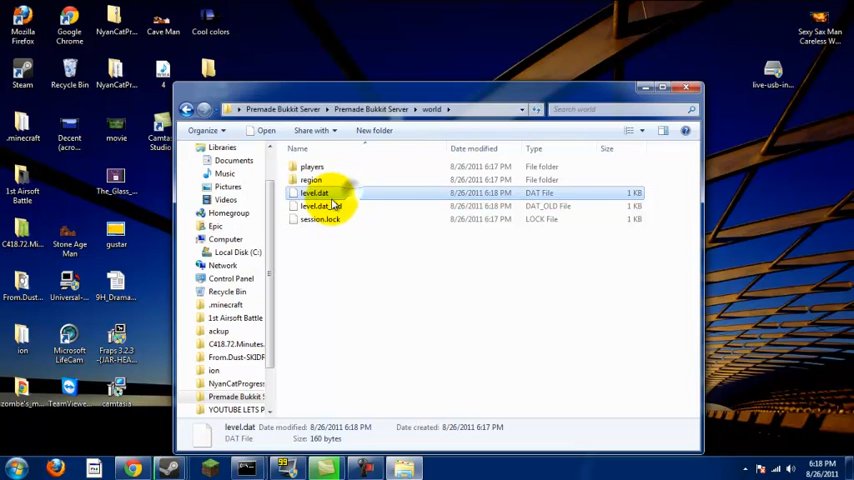 Mozilla Firefox
Google Chrome
NyanCatPr...
Cave Man
Cool colors
Sexy Sax Man Careless W...
Steam
Recycle Bin
NyanCatPr...
4
live-usb-in...
.minecraft
Decent (acti...
movie
Camtas Studio
1st Airsoft Battle
The_Glass_...
C418.72.Mi...
Stone Age Man
gustar
From.Dust-...
Universal-...
9H_Drama...
ion
Microsoft LifeCam
Fraps 3.2.3 -[JAR-HEA...
zombe's_m...
TeamViewe...
camtasia
Premade Bukkit Server
Premade Bukkit Server
world
Search world
Organize
Open
Share with
New folder
Name
Date modified
Type
Size
players
8/26/2011 6:17 PM
File folder
region
8/26/2011 6:17 PM
File folder
level.dat
8/26/2011 6:18 PM
DAT File
1 KB
8/26/2011 6:18 PM
DAT_OLD File
1 KB
session.lock
8/26/2011 6:17 PM
LOCK File
1 KB
Libraries
Documents
Music
Pictures
Videos
Homegroup
Epic
Computer
Local Disk (C:)
Network
Control Panel
Recycle Bin
.minecraft
1st Airsoft Battle
ackup
C418.72.Minutes.
From.Dust-SKIDR
ion
NyanCatProgress
Premade Bukkit S
YOUTUBE LETS P
level.dat Date modified: 8/26/2011 6:18 PM Date created: 8/26/2011 6:17 PM
DAT File Size: 160 bytes
99
6:18 PM
8/26/2011